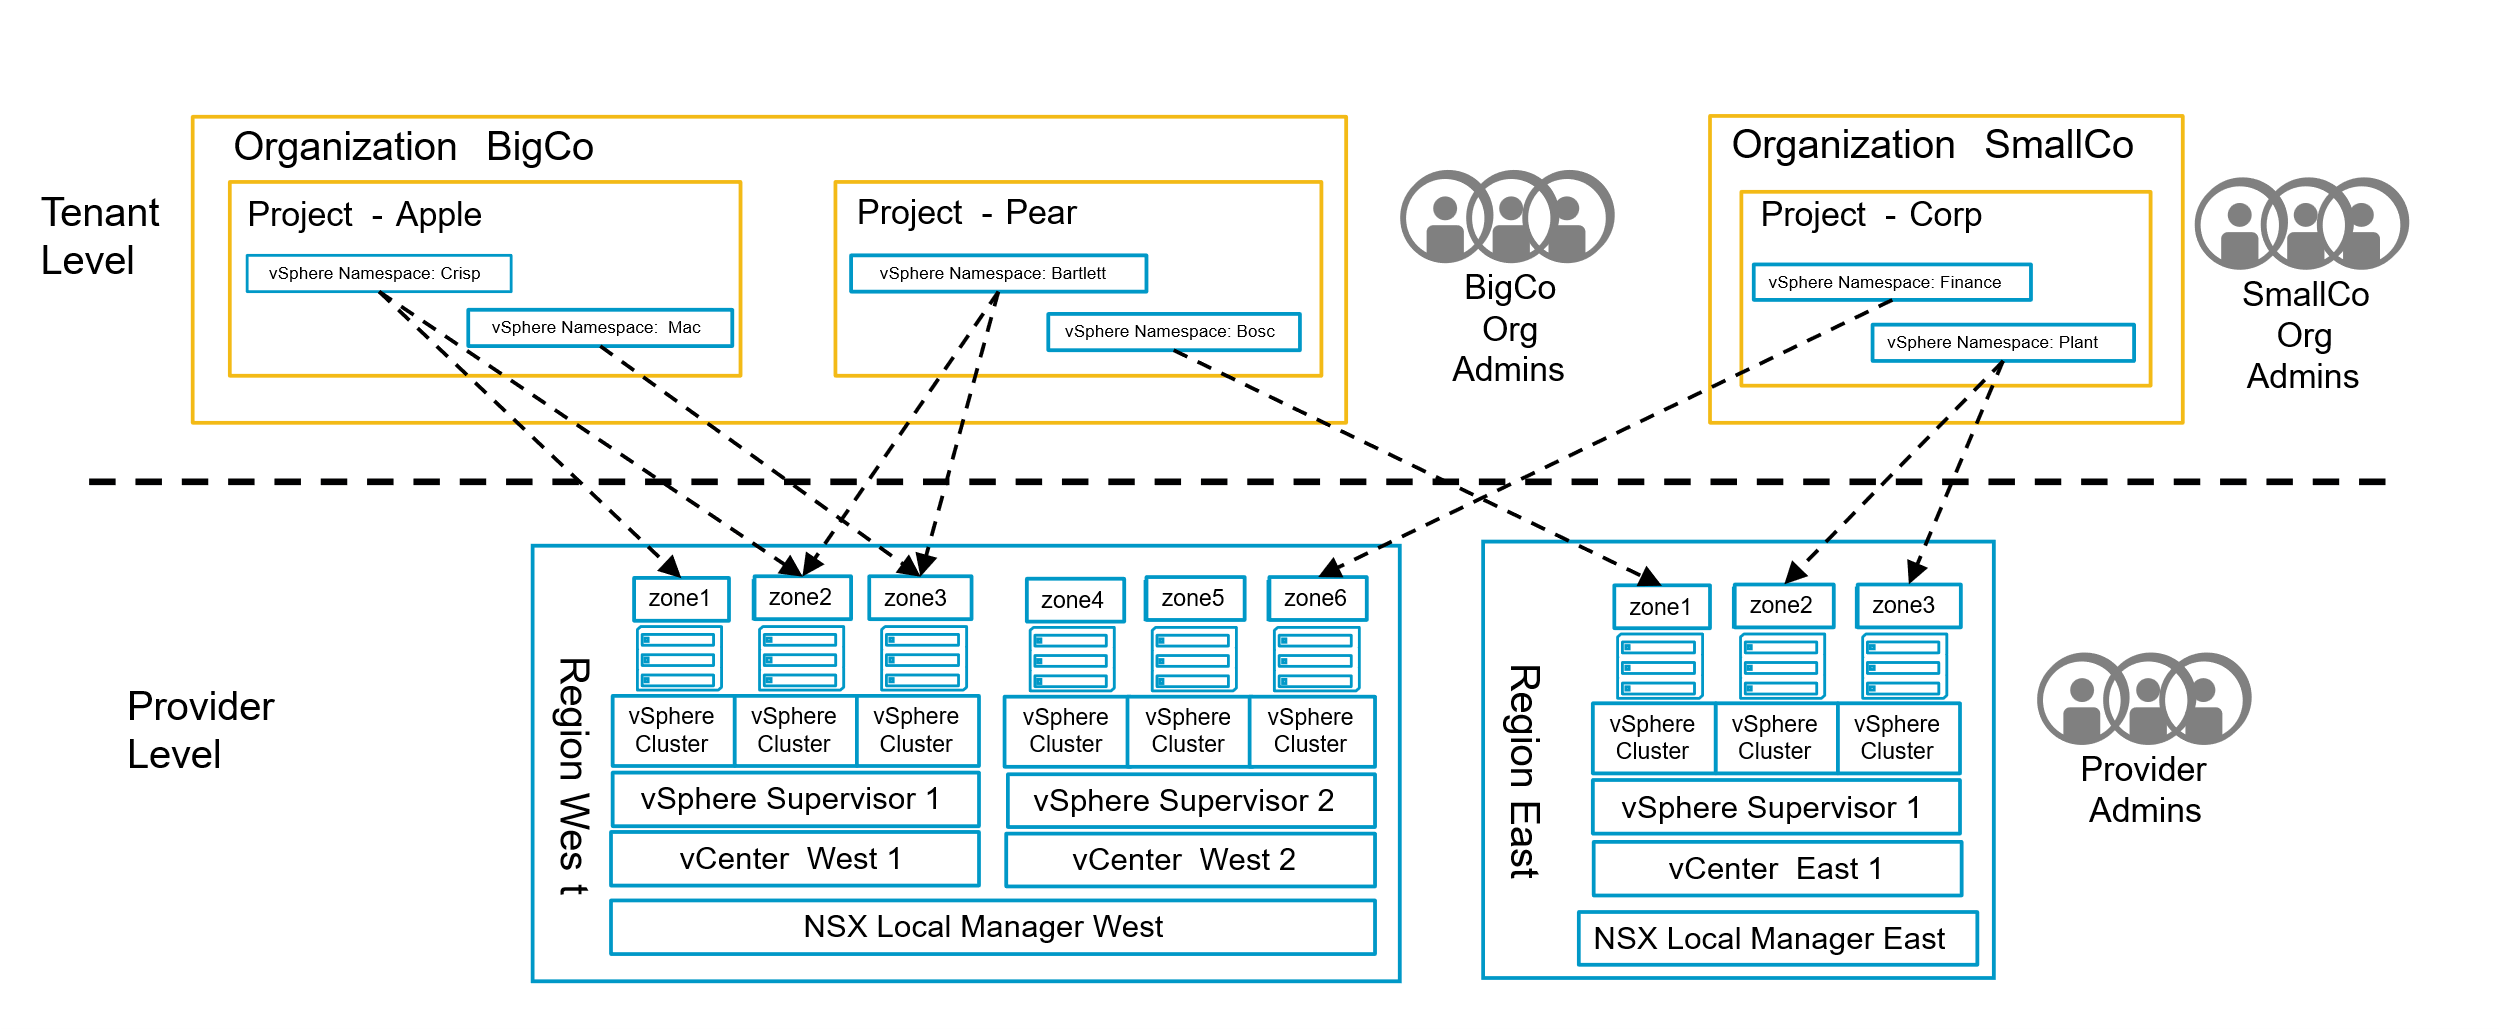 Organization BigCo
Organization SmallCo
Tenant
Level
Project - Apple
vSphere Namespace: Crisp
vSphere Namespace: Mac
Project - Pear
vSphere Namespace: Bartlett
vSphere Namespace: Bosc
BigCo
Org
Admins
Project - Corp
vSphere Namespace: Finance
vSphere Namespace: Plant
SmallCo
Org
Admins
Provider
Level
Region Wes t
zone1
zone2
zone3
zone4
zone5
zone6
vSphere
Cluster
vSphere
Cluster
vSphere
Cluster
vSphere
Cluster
vSphere
Cluster
vSphere
Cluster
vSphere Supervisor 1
vSphere Supervisor 2
vCenter West 1
vCenter West 2
NSX Local Manager West
Region East
zone1
zone2
zone3
vSphere
Cluster
vSphere
Cluster
vSphere
Cluster
vSphere Supervisor 1
vCenter East 1
NSX Local Manager East
Provider
Admins